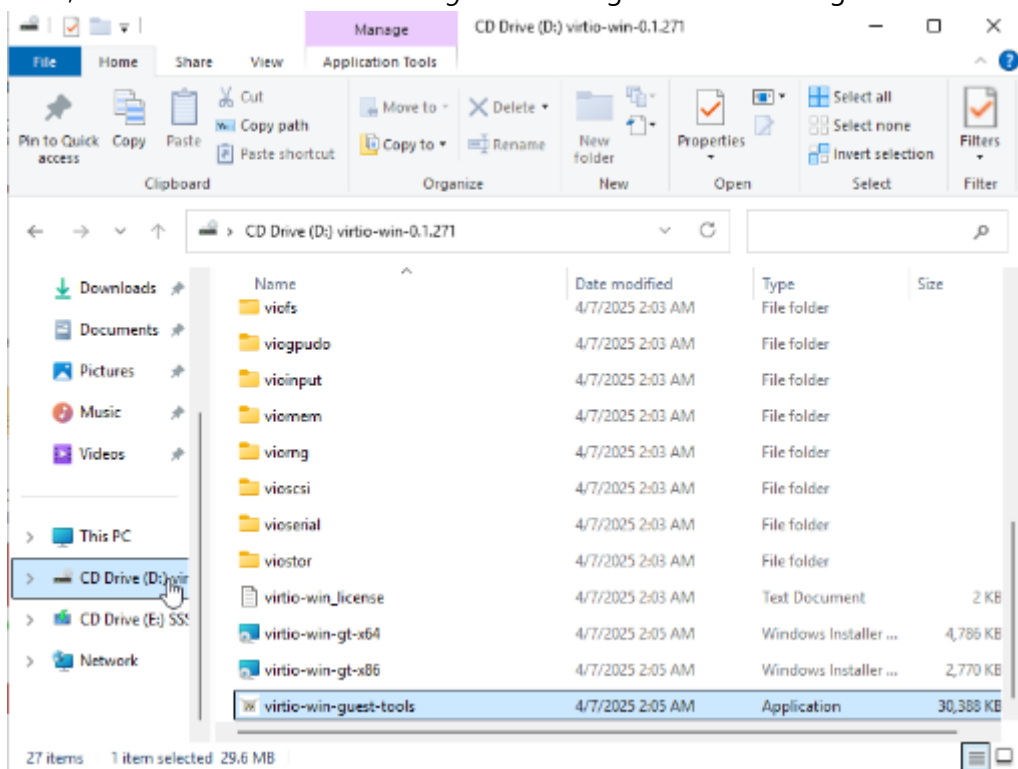 Manage CD Drive (D:) virtio-win-0.1.271
File Home Share View Application Tools
Pin to Quick access
Copy
Paste
Cut
Copy path
Paste shortcut
Clipboard
Move to
Copy to
Delete
Rename
Organize
New folder
New
Properties
Open
Select all
Select none
Invert selection
Select
Filters
Filter
CD Drive (D:) virtio-win-0.1.271
Downloads
Documents
Pictures
Music
Videos
This PC
CD Drive (D:) vir
CD Drive (E:) SSS
Network
Name Date modified Type Size
viofs 4/7/2025 2:03 AM File folder
viogpudo 4/7/2025 2:03 AM File folder
vioinput 4/7/2025 2:03 AM File folder
viomem 4/7/2025 2:03 AM File folder
viorng 4/7/2025 2:03 AM File folder
vioscsi 4/7/2025 2:03 AM File folder
vioserial 4/7/2025 2:03 AM File folder
viostor 4/7/2025 2:03 AM File folder
virtio-win_license 4/7/2025 2:03 AM Text Document 2 KB
virtio-win-gt-x64 4/7/2025 2:05 AM Windows Installer ... 4,786 KB
virtio-win-gt-x86 4/7/2025 2:05 AM Windows Installer ... 2,770 KB
virtio-win-guest-tools 4/7/2025 2:05 AM Application 30,388 KB
27 items 1 item selected 29.6 MB